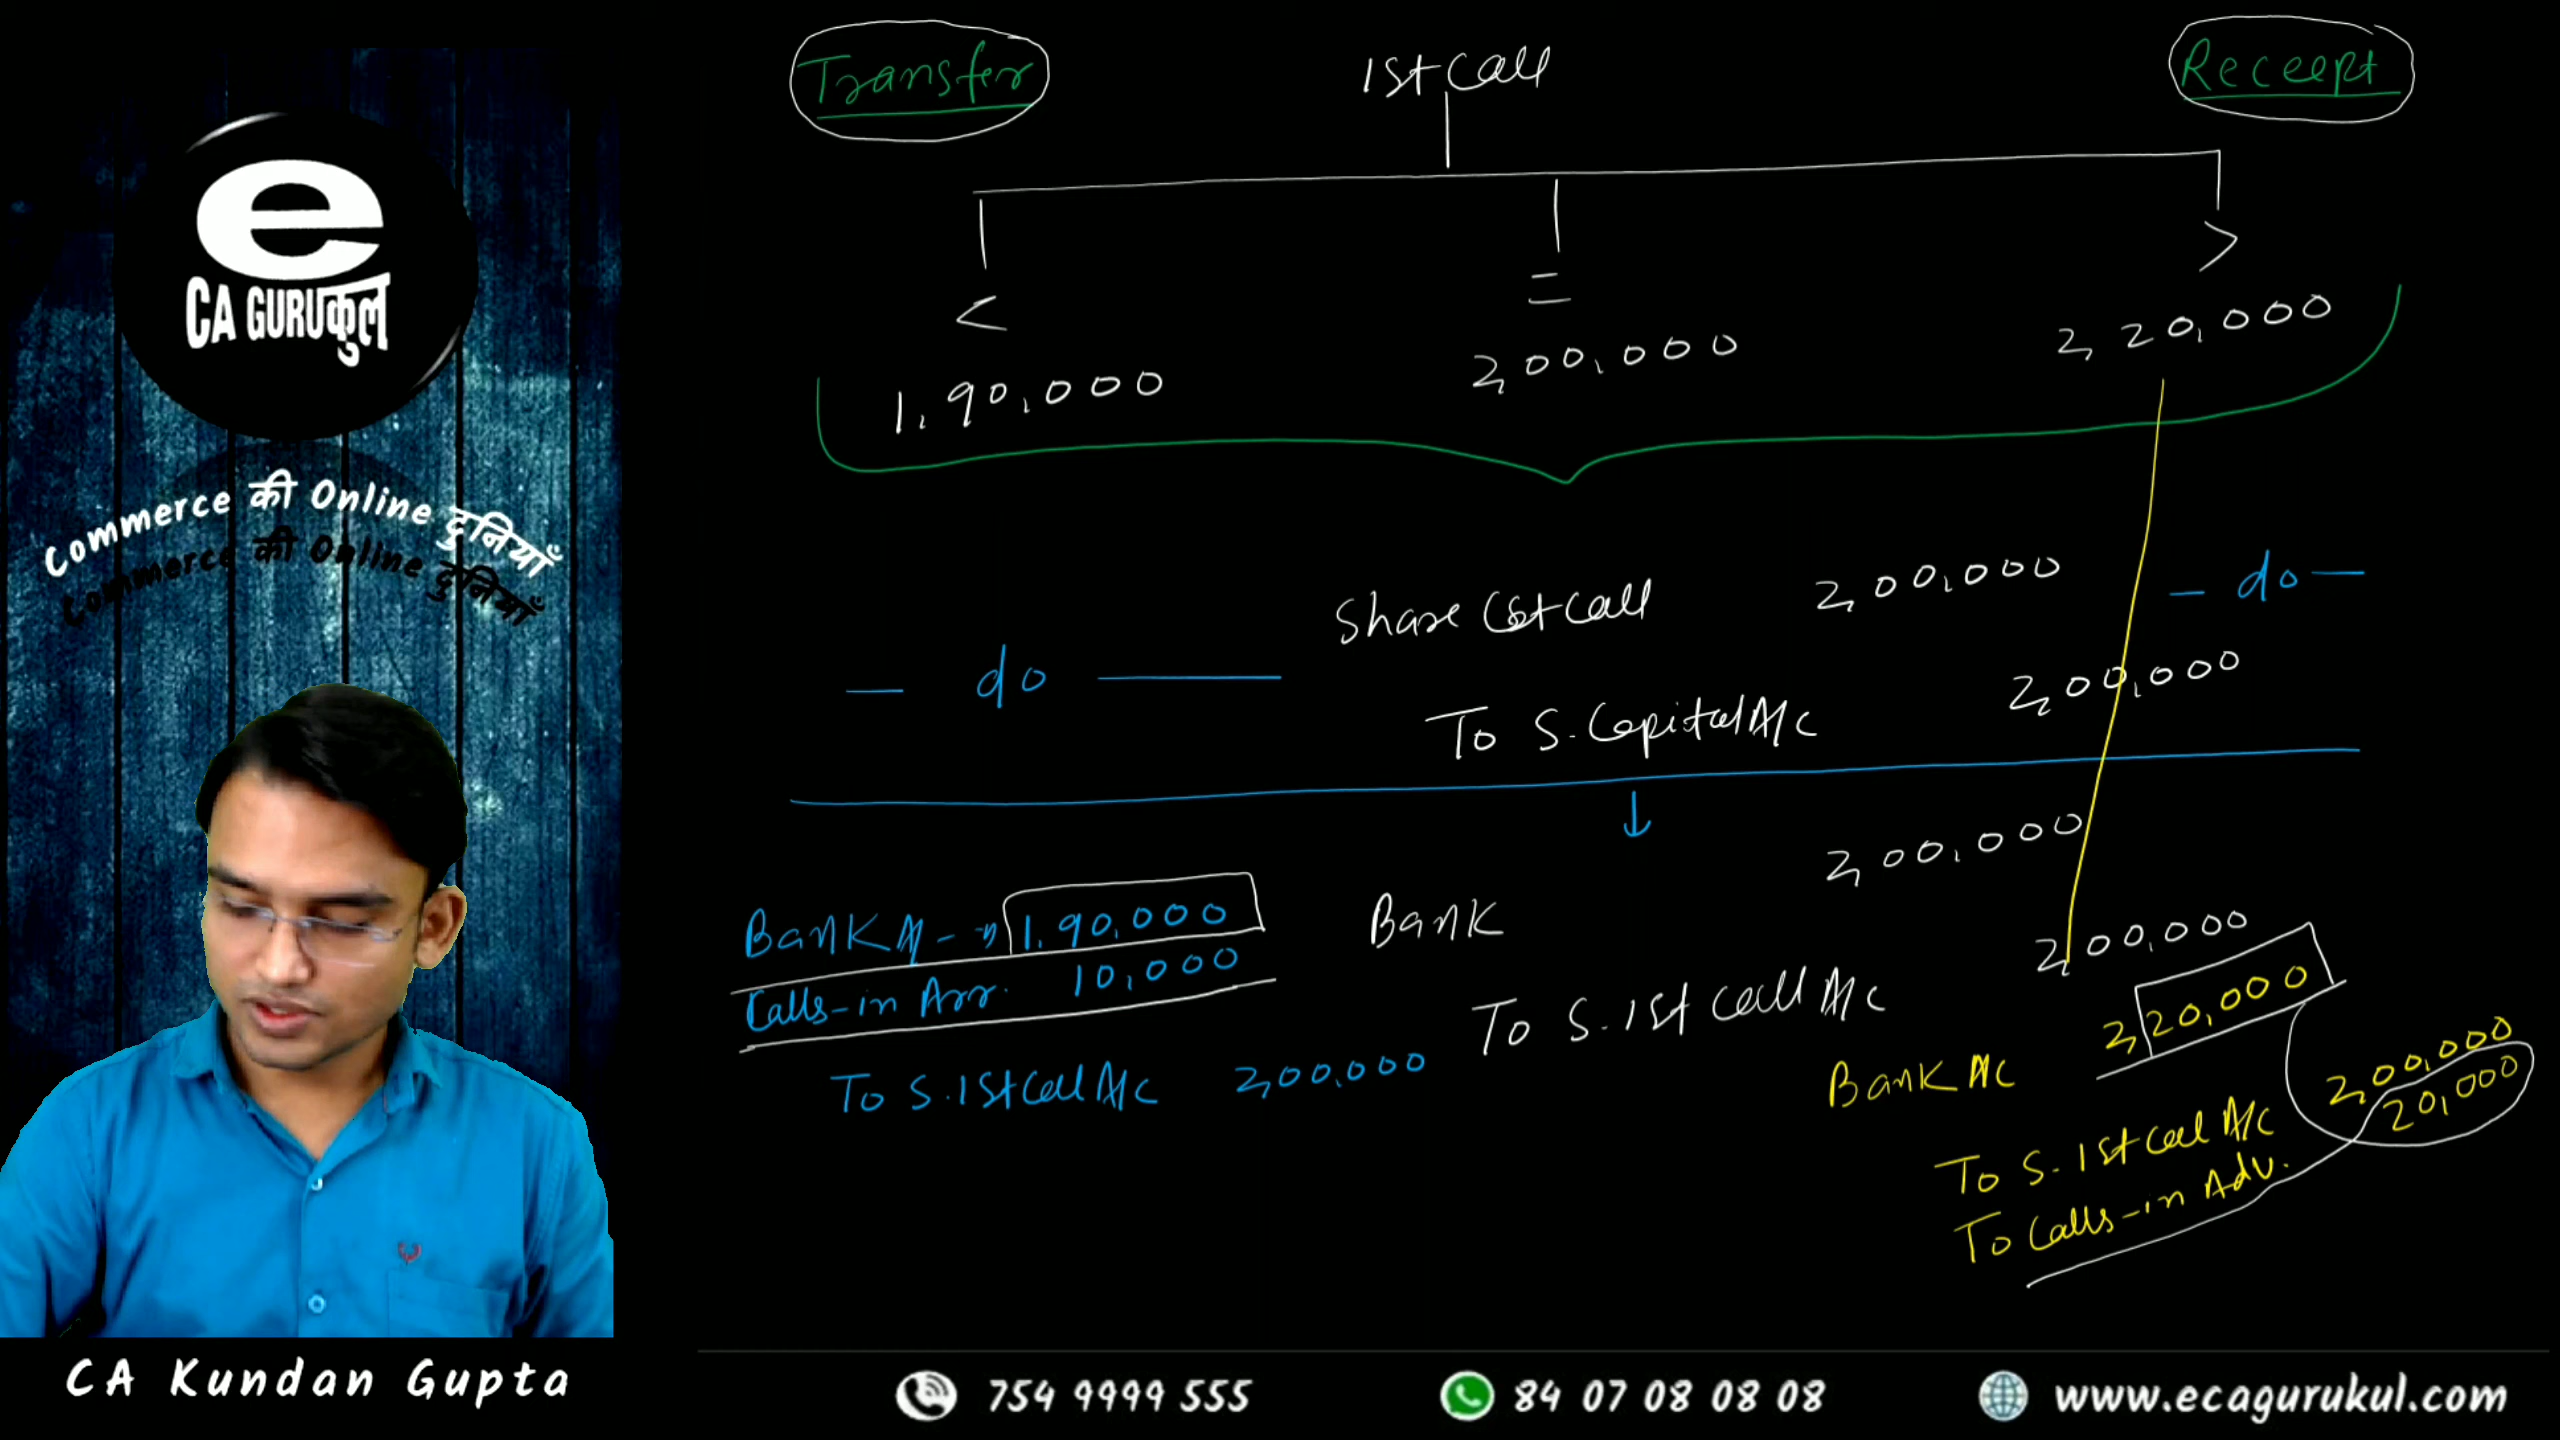 Transfer
1st Call
Receipt
<
=
>
1,90,000
2,00,000
2,20,000
Share 1st Call 2,00,000
- do -
- do -
To S. Capital A/c 2,00,000
↓
Bank A/c - Dr 1,90,000
Calls-in Arr. 10,000
To S. 1st Call A/c 2,00,000
Bank 2,00,000
To S. 1st Call A/c 2,00,000
Bank A/c 2,20,000
To S. 1st Call A/c 2,00,000
To Calls-in Adv. 20,000
e
CA GURUकुल
Commerce की Online दुनियाँ
Commerce की Online दुनियाँ
CA Kundan Gupta
754 9999 555
84 07 08 08 08
www.ecagurukul.com